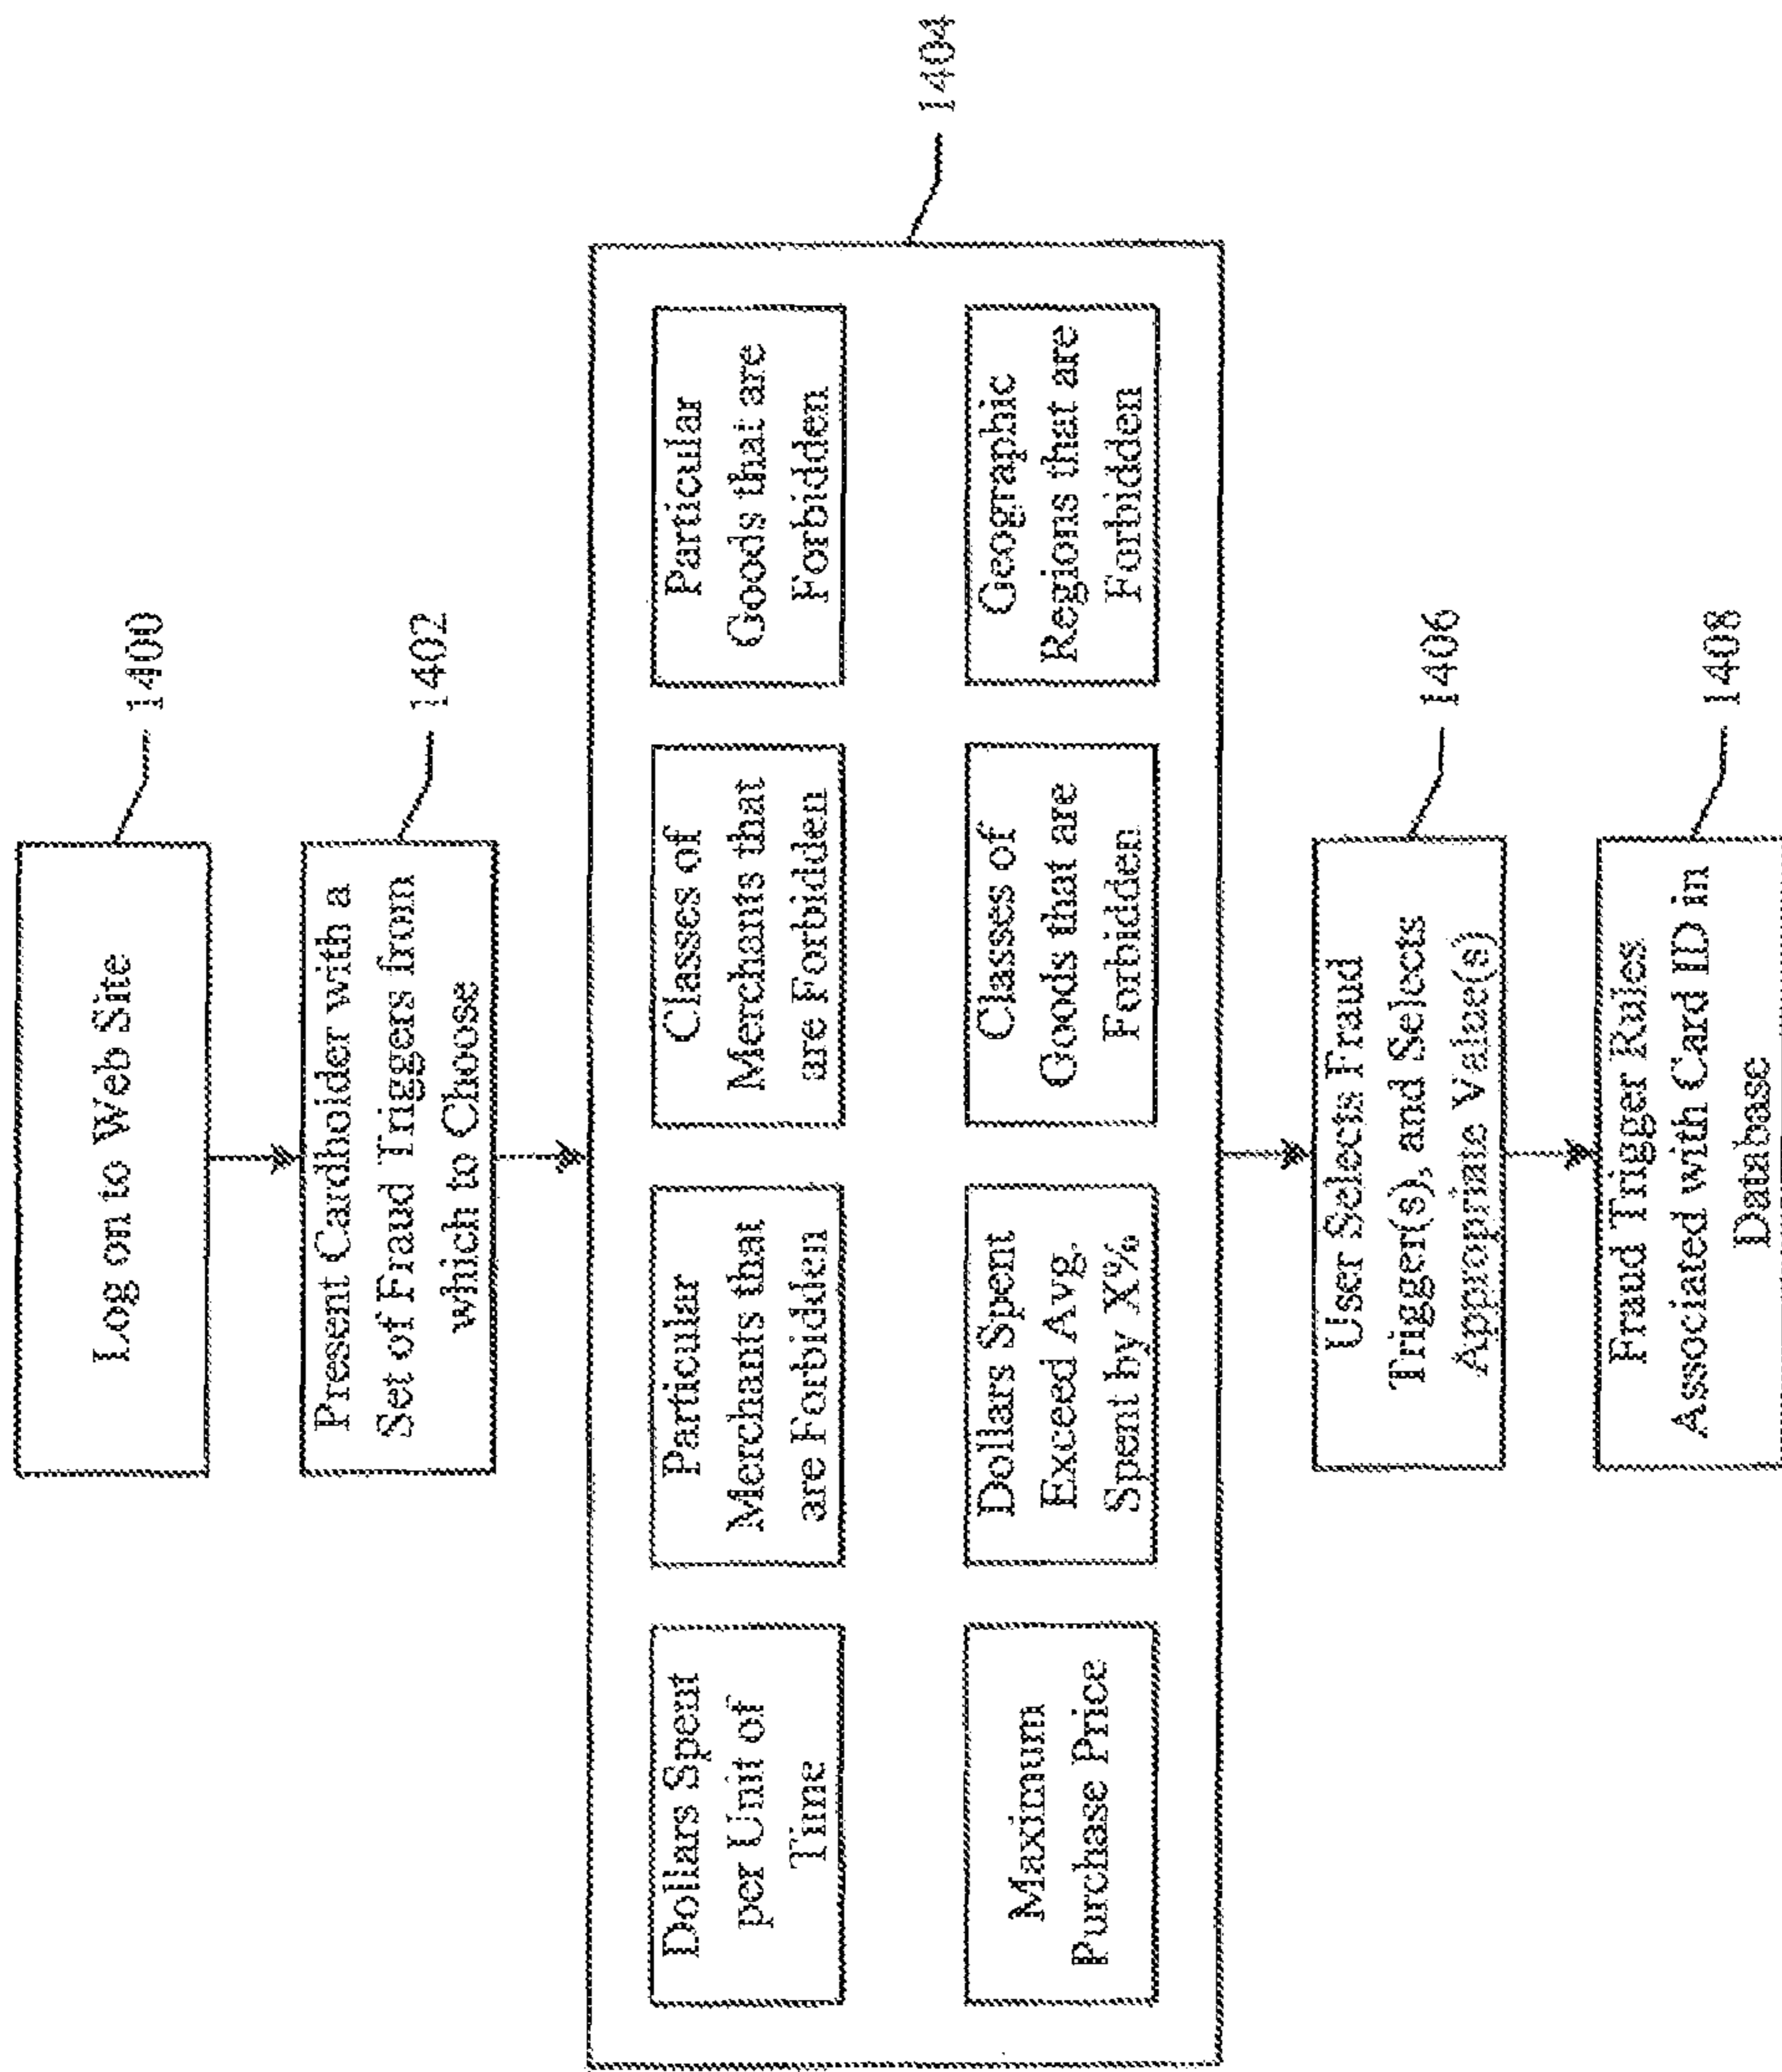 Log on to Web Site
1400
Present Cardholder with a
Set of Fraud Triggers from
which to Choose
1402
1404
Dollars Spent
per Unit of
Time
Particular
Merchants that
are Forbidden
Classes of
Merchants that
are Forbidden
Particular
Goods that are
Forbidden
Maximum
Purchase Price
Dollars Spent
Exceed Avg.
Spent by X%
Classes of
Goods that are
Forbidden
Geographic
Regions that are
Forbidden
User Selects Fraud
Trigger(s), and Selects
Appropriate Value(s)
1406
Fraud Trigger Rules
Associated with Card ID in
Database
1408